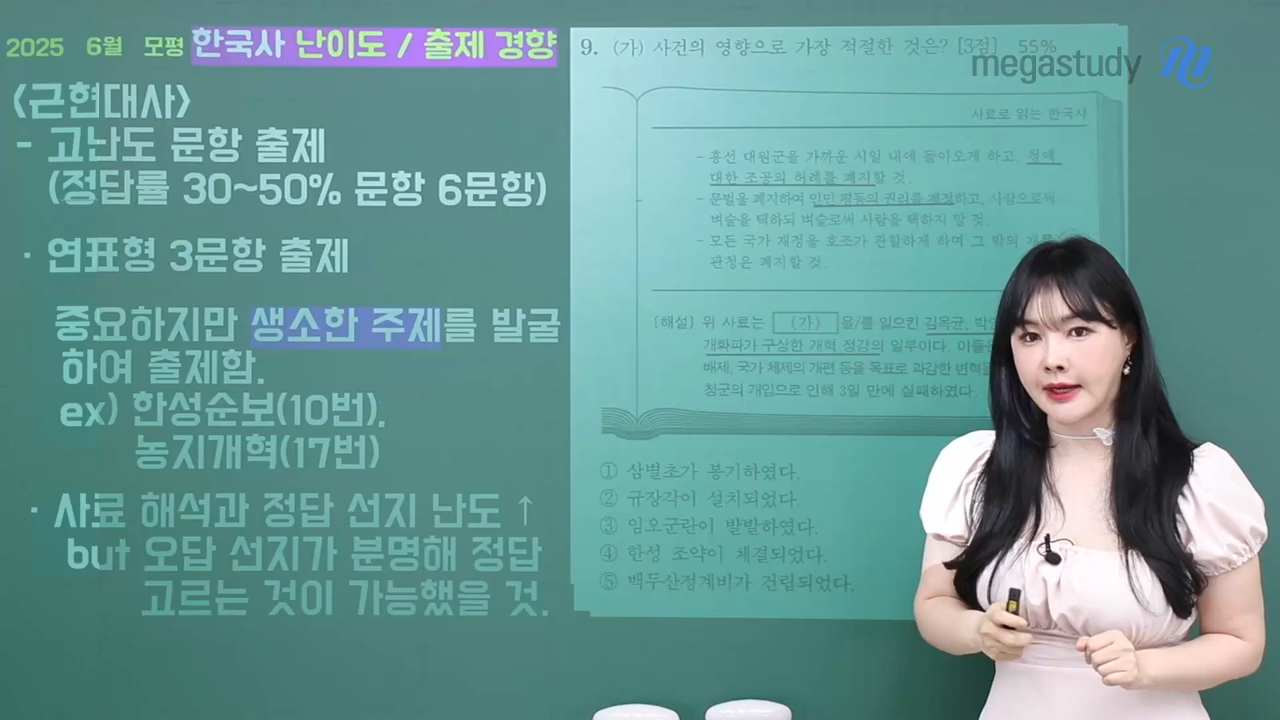 2025 6월 모평 한국사 난이도 / 출제 경향
<근현대사>
- 고난도 문항 출제
(정답률 30~50% 문항 6문항)
· 연표형 3문항 출제
중요하지만 생소한 주제를 발굴
하여 출제함.
ex) 한성순보(10번),
농지개혁(17번)
· 사료 해석과 정답 선지 난도 ↑
but 오답 선지가 분명해 정답
고르는 것이 가능했을 것.
9. (가) 사건의 영향으로 가장 적절한 것은? [3점] 55%
megastudy
사료로 읽는 한국사
- 흥선 대원군을 가까운 시일 내에 돌아오게 하고, 청에
대한 조공의 허례를 폐지할 것.
- 문벌을 폐지하여 인민 평등의 권리를 제정하고, 사람으로써
벼슬을 택하되 벼슬로써 사람을 택하지 말 것.
- 모든 국가 재정을 호조가 관할하게 하며 그 밖의
관청은 폐지할 것.
[해설] 위 사료는 (가) 을/를 일으킨 김옥균,
개화파가 구상한 개혁 정강의 일부이다.
배제, 국가 체제의 개편 등을 목표로 과감한
청군의 개입으로 인해 3일 만에 실패하였다.
① 삼별초가 봉기하였다.
② 규장각이 설치되었다.
③ 임오군란이 발발하였다.
④ 한성 조약이 체결되었다.
⑤ 백두산정계비가 건립되었다.